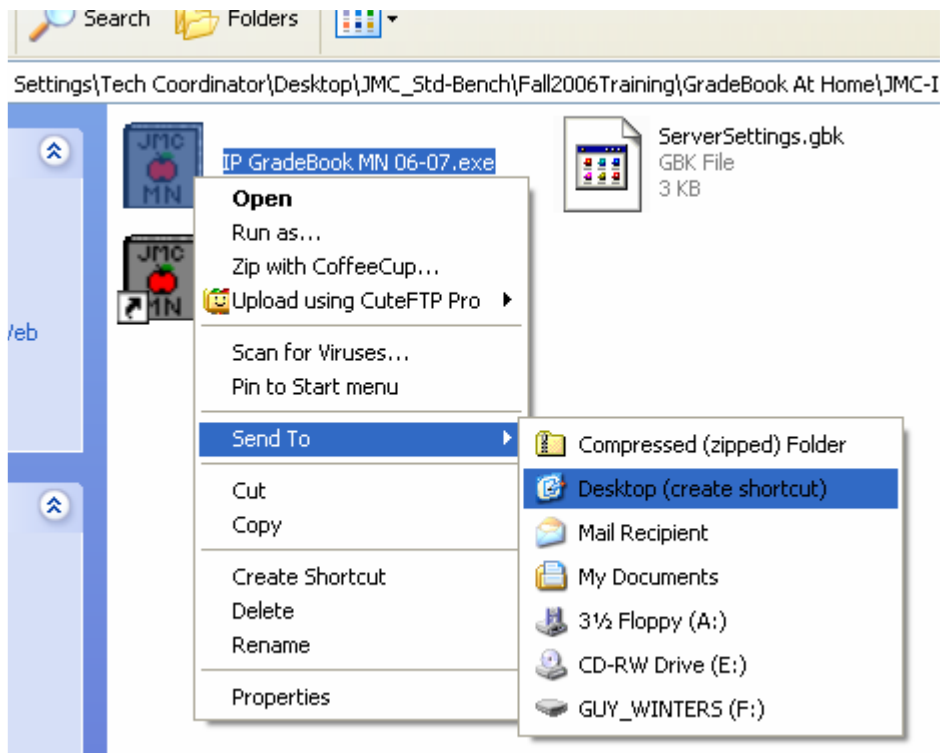 Search Folders
Settings\Tech Coordinator\Desktop\JMC_Std-Bench\Fall2006Training\GradeBook At Home\JMC-I
JMC
MN
IP GradeBook MN 06-07.exe
ServerSettings.gbk
GBK File
3 KB
JMC
MN
/eb
Open
Run as...
Zip with CoffeeCup...
Upload using CuteFTP Pro
Scan for Viruses...
Pin to Start menu
Send To
Cut
Copy
Create Shortcut
Delete
Rename
Properties
Compressed (zipped) Folder
Desktop (create shortcut)
Mail Recipient
My Documents
3½ Floppy (A:)
CD-RW Drive (E:)
GUY_WINTERS (F:)